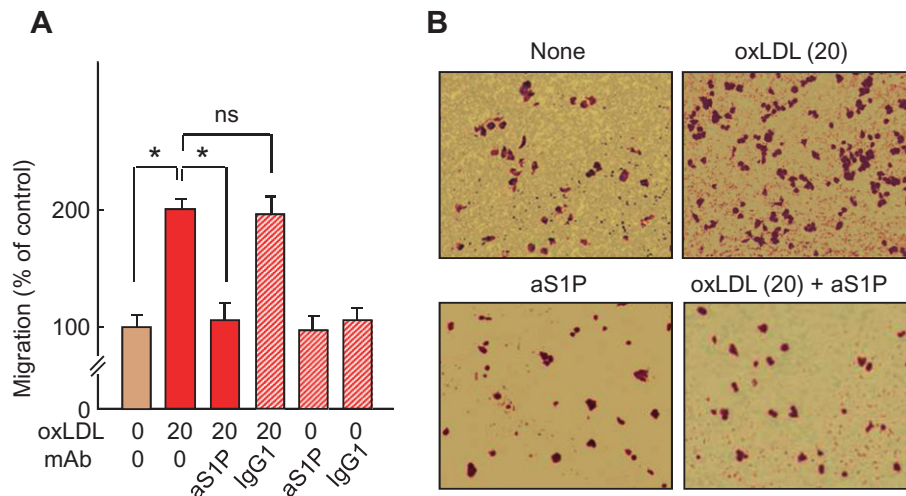 A
Migration (% of control)
200
100
0
*
*
ns
oxLDL 0 20 20 20 0 0
mAb 0 0 aS1P IgG1 aS1P IgG1
B
None
oxLDL (20)
aS1P
oxLDL (20) + aS1P